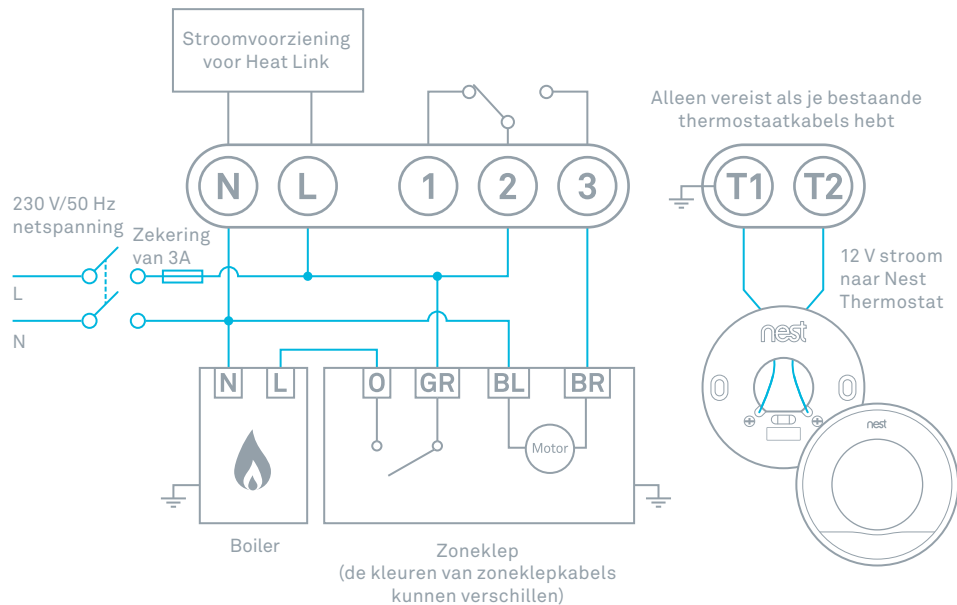 Stroomvoorziening
voor Heat Link
Alleen vereist als je bestaande
thermostaatkabels hebt
N L 1 2 3
T1 T2
230 V/50 Hz
netspanning
Zekering
van 3A
L
N
12 V stroom
naar Nest
Thermostat
nest
nest
N L
O GR BL BR
Motor
Boiler
Zoneklep
(de kleuren van zoneklepkabels
kunnen verschillen)